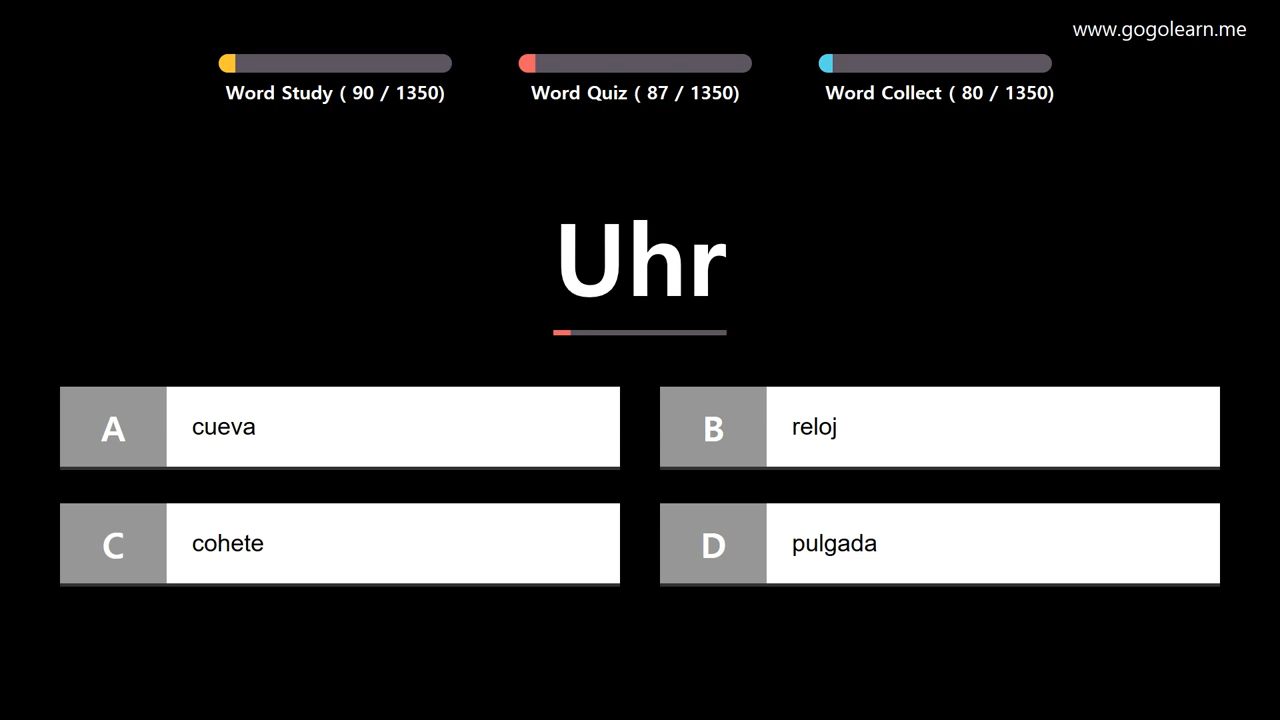 www.gogolearn.me
Word Study ( 90 / 1350)
Word Quiz ( 87 / 1350)
Word Collect ( 80 / 1350)
Uhr
A cueva
B reloj
C cohete
D pulgada